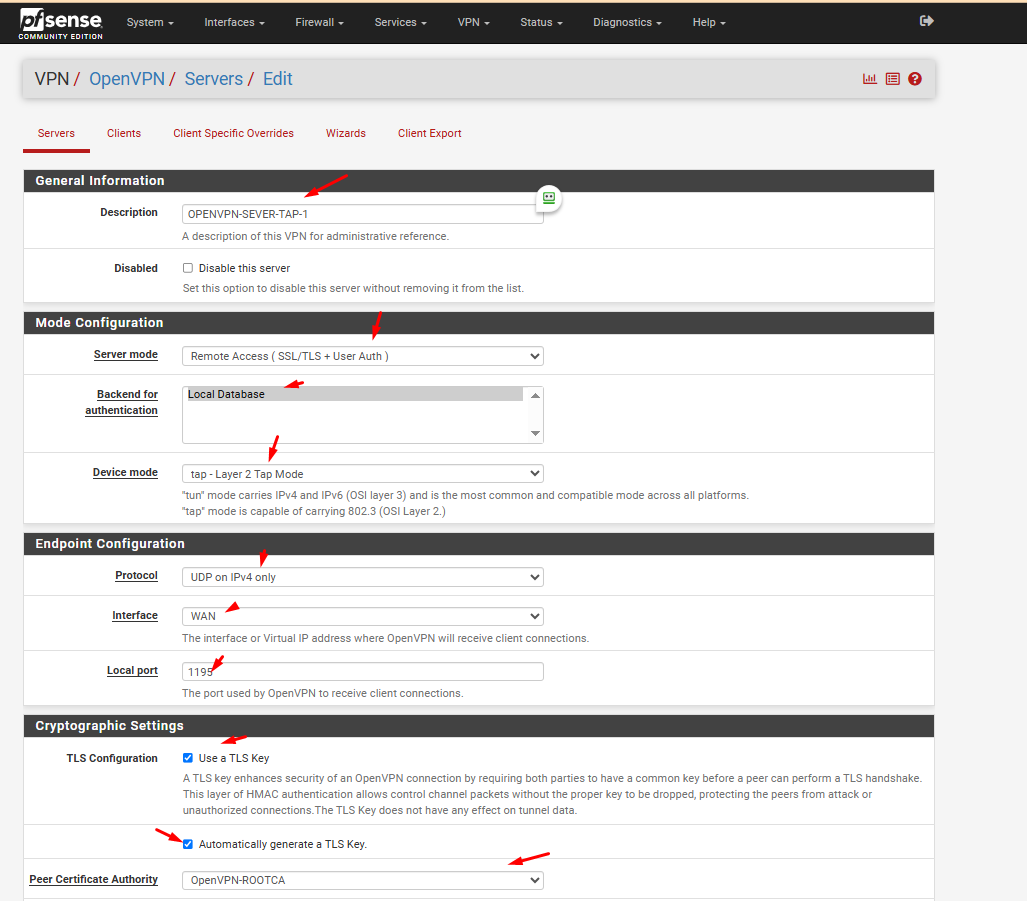 pfsense
COMMUNITY EDITION
System Interfaces Firewall Services VPN Status Diagnostics Help
VPN / OpenVPN / Servers / Edit
Servers Clients Client Specific Overrides Wizards Client Export
General Information
Description OPENVPN-SEVER-TAP-1
A description of this VPN for administrative reference.
Disabled Disable this server
Set this option to disable this server without removing it from the list.
Mode Configuration
Server mode Remote Access ( SSL/TLS + User Auth )
Backend for Local Database
authentication
Device mode tap - Layer 2 Tap Mode
"tun" mode carries IPv4 and IPv6 (OSI layer 3) and is the most common and compatible mode across all platforms.
"tap" mode is capable of carrying 802.3 (OSI Layer 2.)
Endpoint Configuration
Protocol UDP on IPv4 only
Interface WAN
The interface or Virtual IP address where OpenVPN will receive client connections.
Local port 1195
The port used by OpenVPN to receive client connections.
Cryptographic Settings
TLS Configuration Use a TLS Key
A TLS key enhances security of an OpenVPN connection by requiring both parties to have a common key before a peer can perform a TLS handshake.
This layer of HMAC authentication allows control channel packets without the proper key to be dropped, protecting the peers from attack or
unauthorized connections.The TLS Key does not have any effect on tunnel data.
Automatically generate a TLS Key.
Peer Certificate Authority OpenVPN-ROOTCA